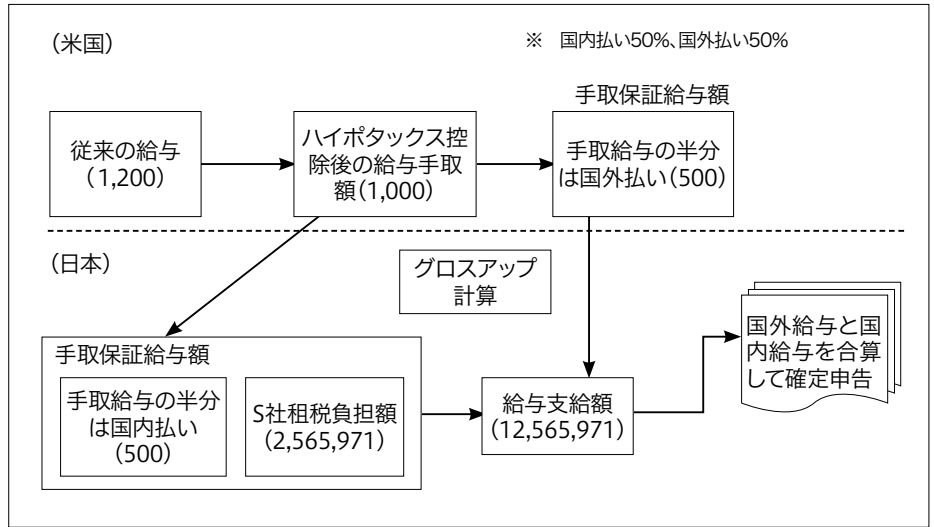 （米国）
※　国内払い50%、国外払い50%
手取保証給与額
従来の給与
（1,200）
ハイポタックス控
除後の給与手取
額（1,000）
手取給与の半分
は国外払い（500）
（日本）
グロスアップ
計算
手取保証給与額
手取給与の半分
は国内払い
（500）
S社租税負担額
（2,565,971）
給与支給額
（12,565,971）
国外給与と国
内給与を合算
して確定申告